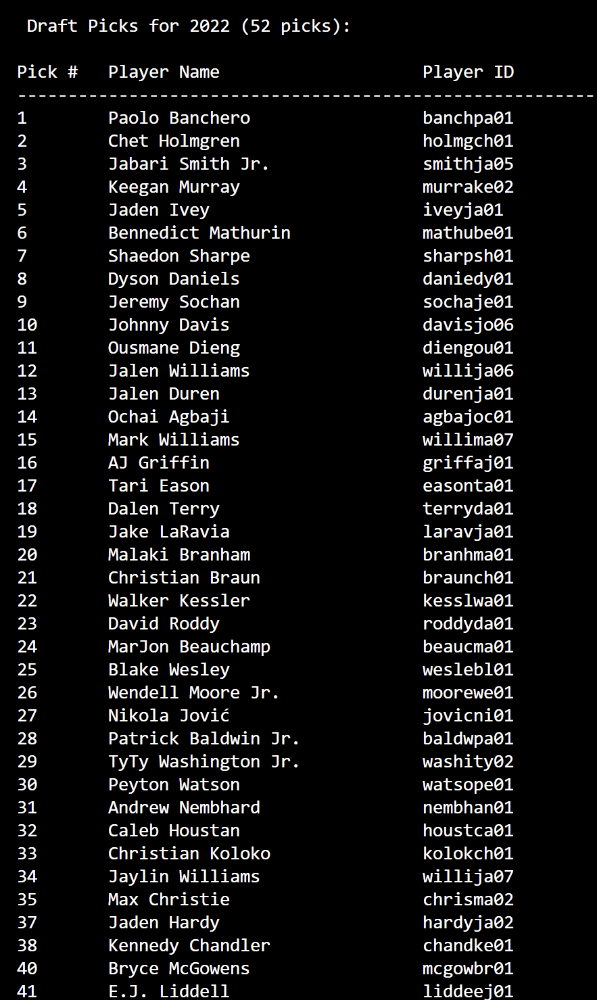 Draft Picks for 2022 (52 picks):
Pick # Player Name Player ID
---------------------------------------------------------
1 Paolo Banchero banchpa01
2 Chet Holmgren holmgch01
3 Jabari Smith Jr. smithja05
4 Keegan Murray murrake02
5 Jaden Ivey iveyja01
6 Bennedict Mathurin mathube01
7 Shaedon Sharpe sharpsh01
8 Dyson Daniels daniedy01
9 Jeremy Sochan sochaje01
10 Johnny Davis davisjo06
11 Ousmane Dieng diengou01
12 Jalen Williams willija06
13 Jalen Duren durenja01
14 Ochai Agbaji agbajoc01
15 Mark Williams willima07
16 AJ Griffin griffaj01
17 Tari Eason easonta01
18 Dalen Terry terryda01
19 Jake LaRavia laravja01
20 Malaki Branham branhma01
21 Christian Braun braunch01
22 Walker Kessler kesslwa01
23 David Roddy roddyda01
24 MarJon Beauchamp beaucma01
25 Blake Wesley weslebl01
26 Wendell Moore Jr. moorewe01
27 Nikola Jović jovicni01
28 Patrick Baldwin Jr. baldwpa01
29 TyTy Washington Jr. washity02
30 Peyton Watson watsope01
31 Andrew Nembhard nembhan01
32 Caleb Houstan houstca01
33 Christian Koloko kolokch01
34 Jaylin Williams willija07
35 Max Christie chrisma02
37 Jaden Hardy hardyja02
38 Kennedy Chandler chandke01
40 Bryce McGowens mcgowbr01
41 E.J. Liddell liddeej01